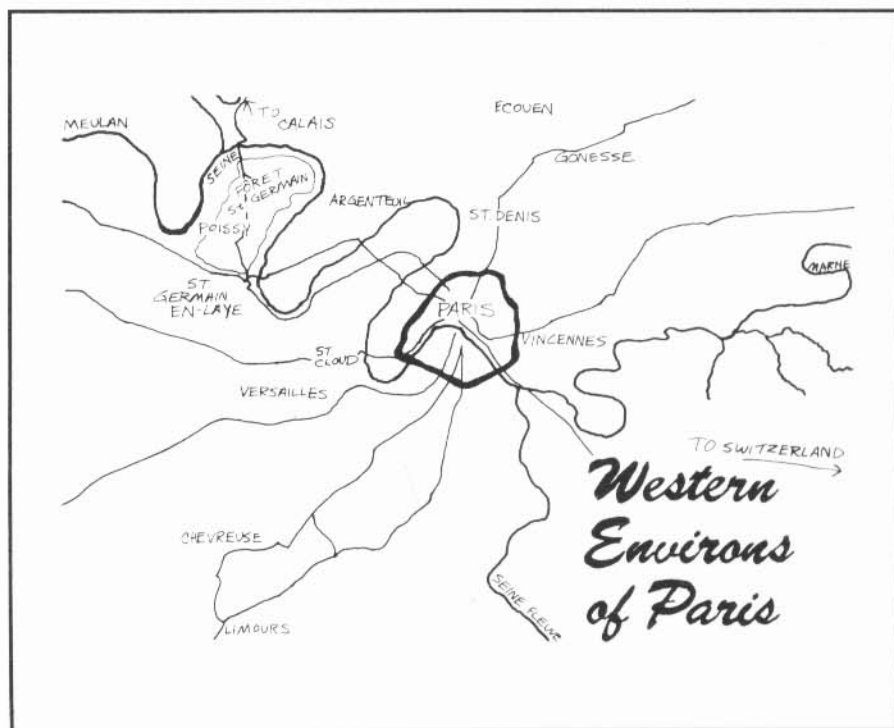 ECOUEN
MEULAN
TO
CALAIS
GONESSE
SEINE
FORET
St
GERMAIN
ARGENTEUIL
ST. DENIS
POISSY
MARNE
ST
GERMAIN
EN-LAYE
PARIS
ST
CLOUD
VINCENNES
VERSAILLES
TO SWITZERLAND
Western
Environs
of Paris
CHEVREUSE
SEINE FLEUVE
LIMOURS